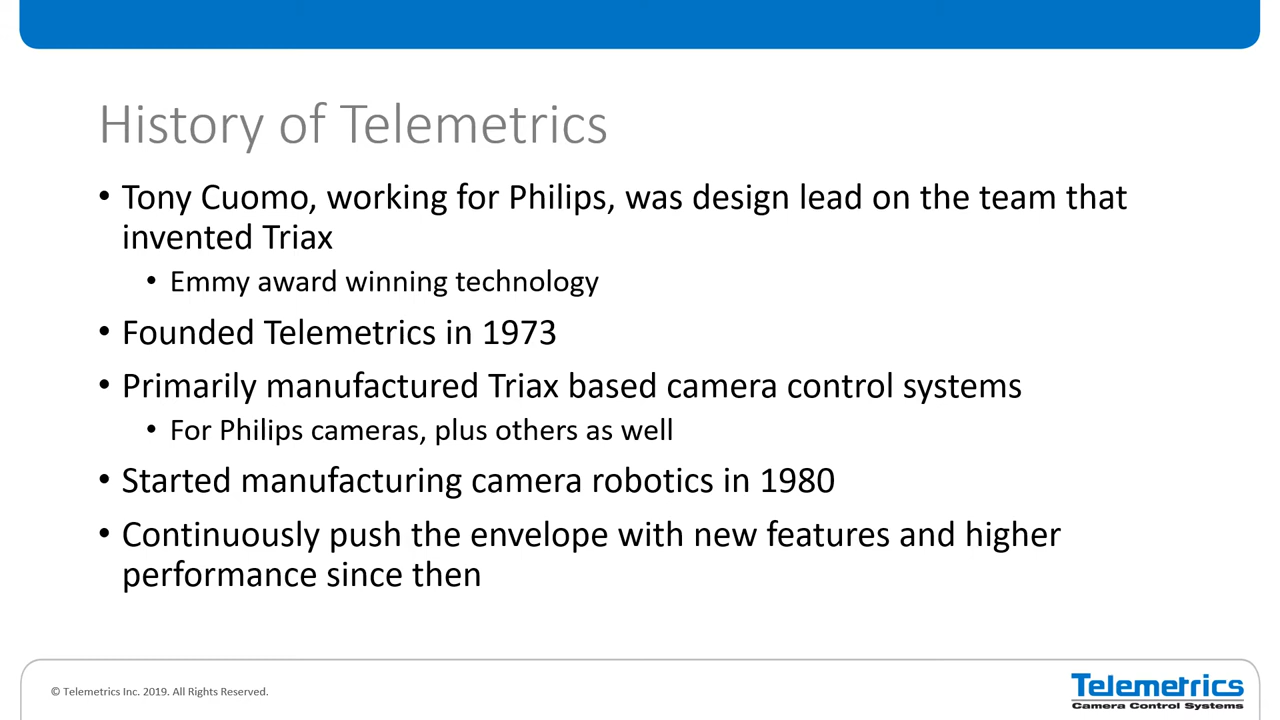 History of Telemetrics
• Tony Cuomo, working for Philips, was design lead on the team that
invented Triax
• Emmy award winning technology
• Founded Telemetrics in 1973
• Primarily manufactured Triax based camera control systems
• For Philips cameras, plus others as well
• Started manufacturing camera robotics in 1980
• Continuously push the envelope with new features and higher
performance since then
© Telemetrics Inc. 2019. All Rights Reserved.
Telemetrics
Camera Control Systems